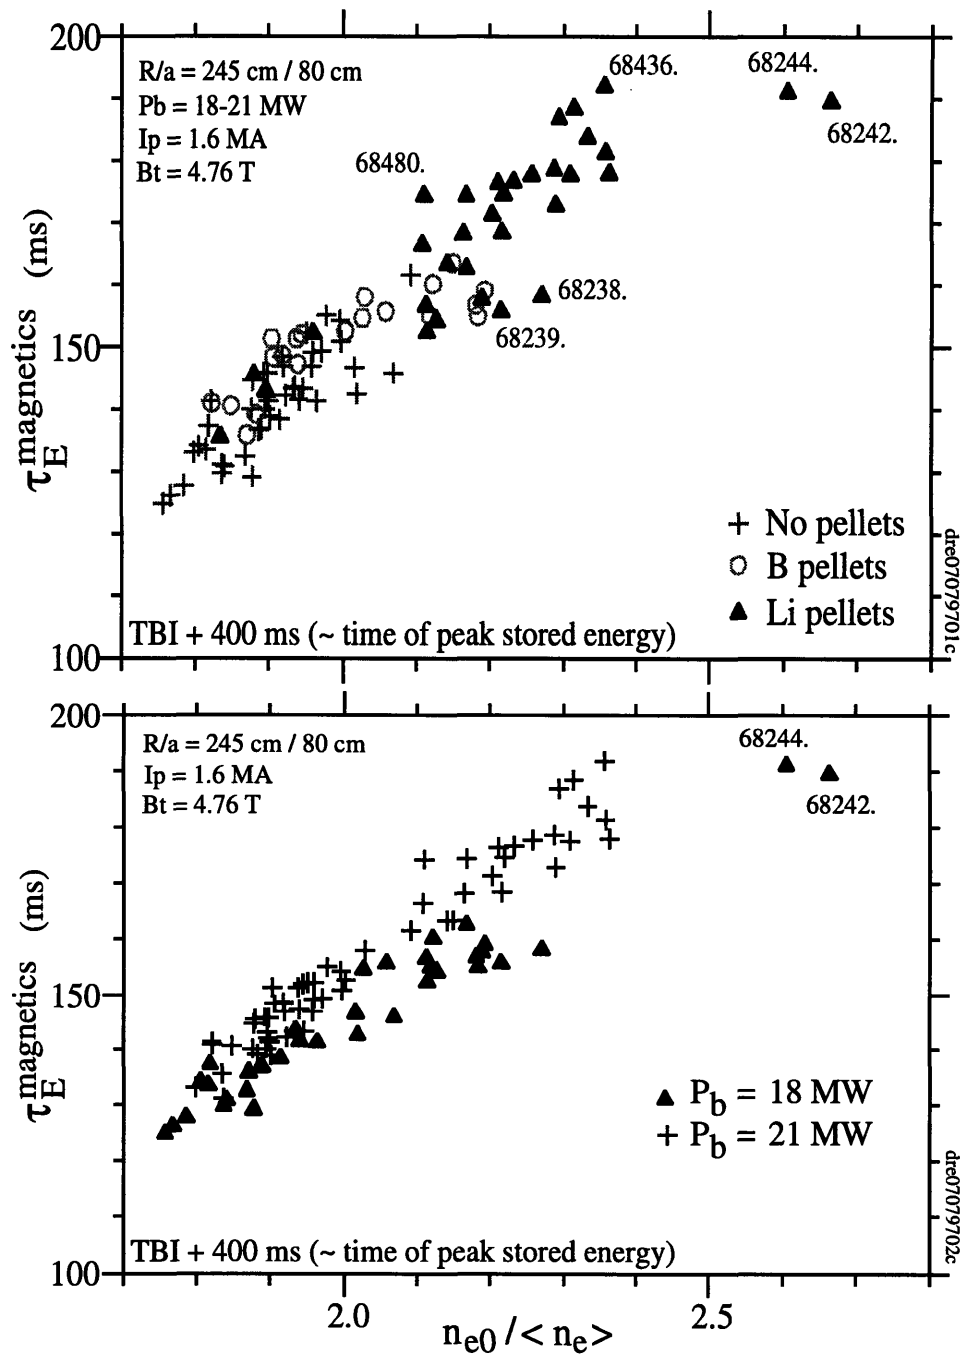 200
R/a = 245 cm / 80 cm
Pb = 18-21 MW
Ip = 1.6 MA
Bt = 4.76 T
68436.
68244.
68242.
68480.
68238.
68239.
150
τ_E^magnetics (ms)
+ No pellets
○ B pellets
▲ Li pellets
TBI + 400 ms (~ time of peak stored energy)
100
dre07079701c
200
R/a = 245 cm / 80 cm
Ip = 1.6 MA
Bt = 4.76 T
68244.
68242.
τ_E^magnetics (ms)
150
▲ P_b = 18 MW
+ P_b = 21 MW
TBI + 400 ms (~ time of peak stored energy)
100
dre07079702c
2.0
2.5
n_e0 / < n_e >